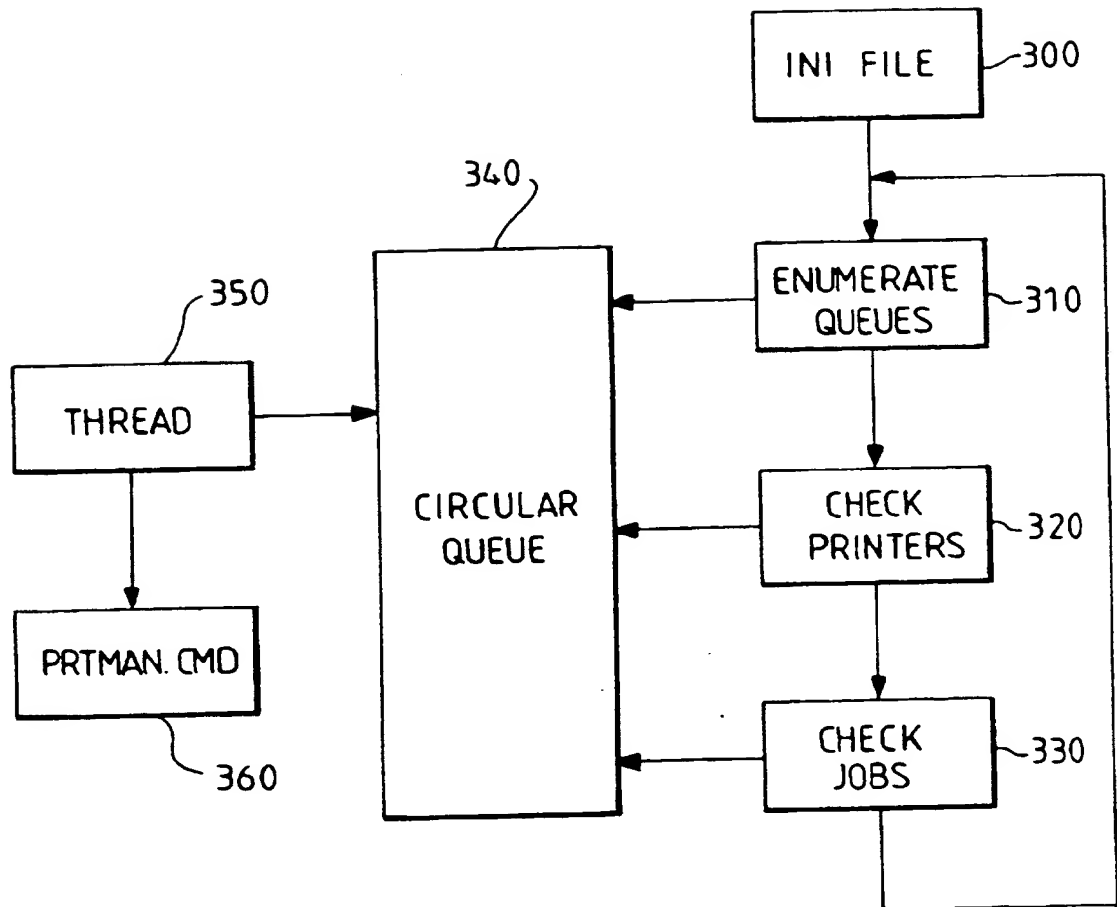 INI FILE
300
340
ENUMERATE
QUEUES
310
350
THREAD
CIRCULAR
QUEUE
CHECK
PRINTERS
320
PRTMAN.CMD
360
CHECK
JOBS
330